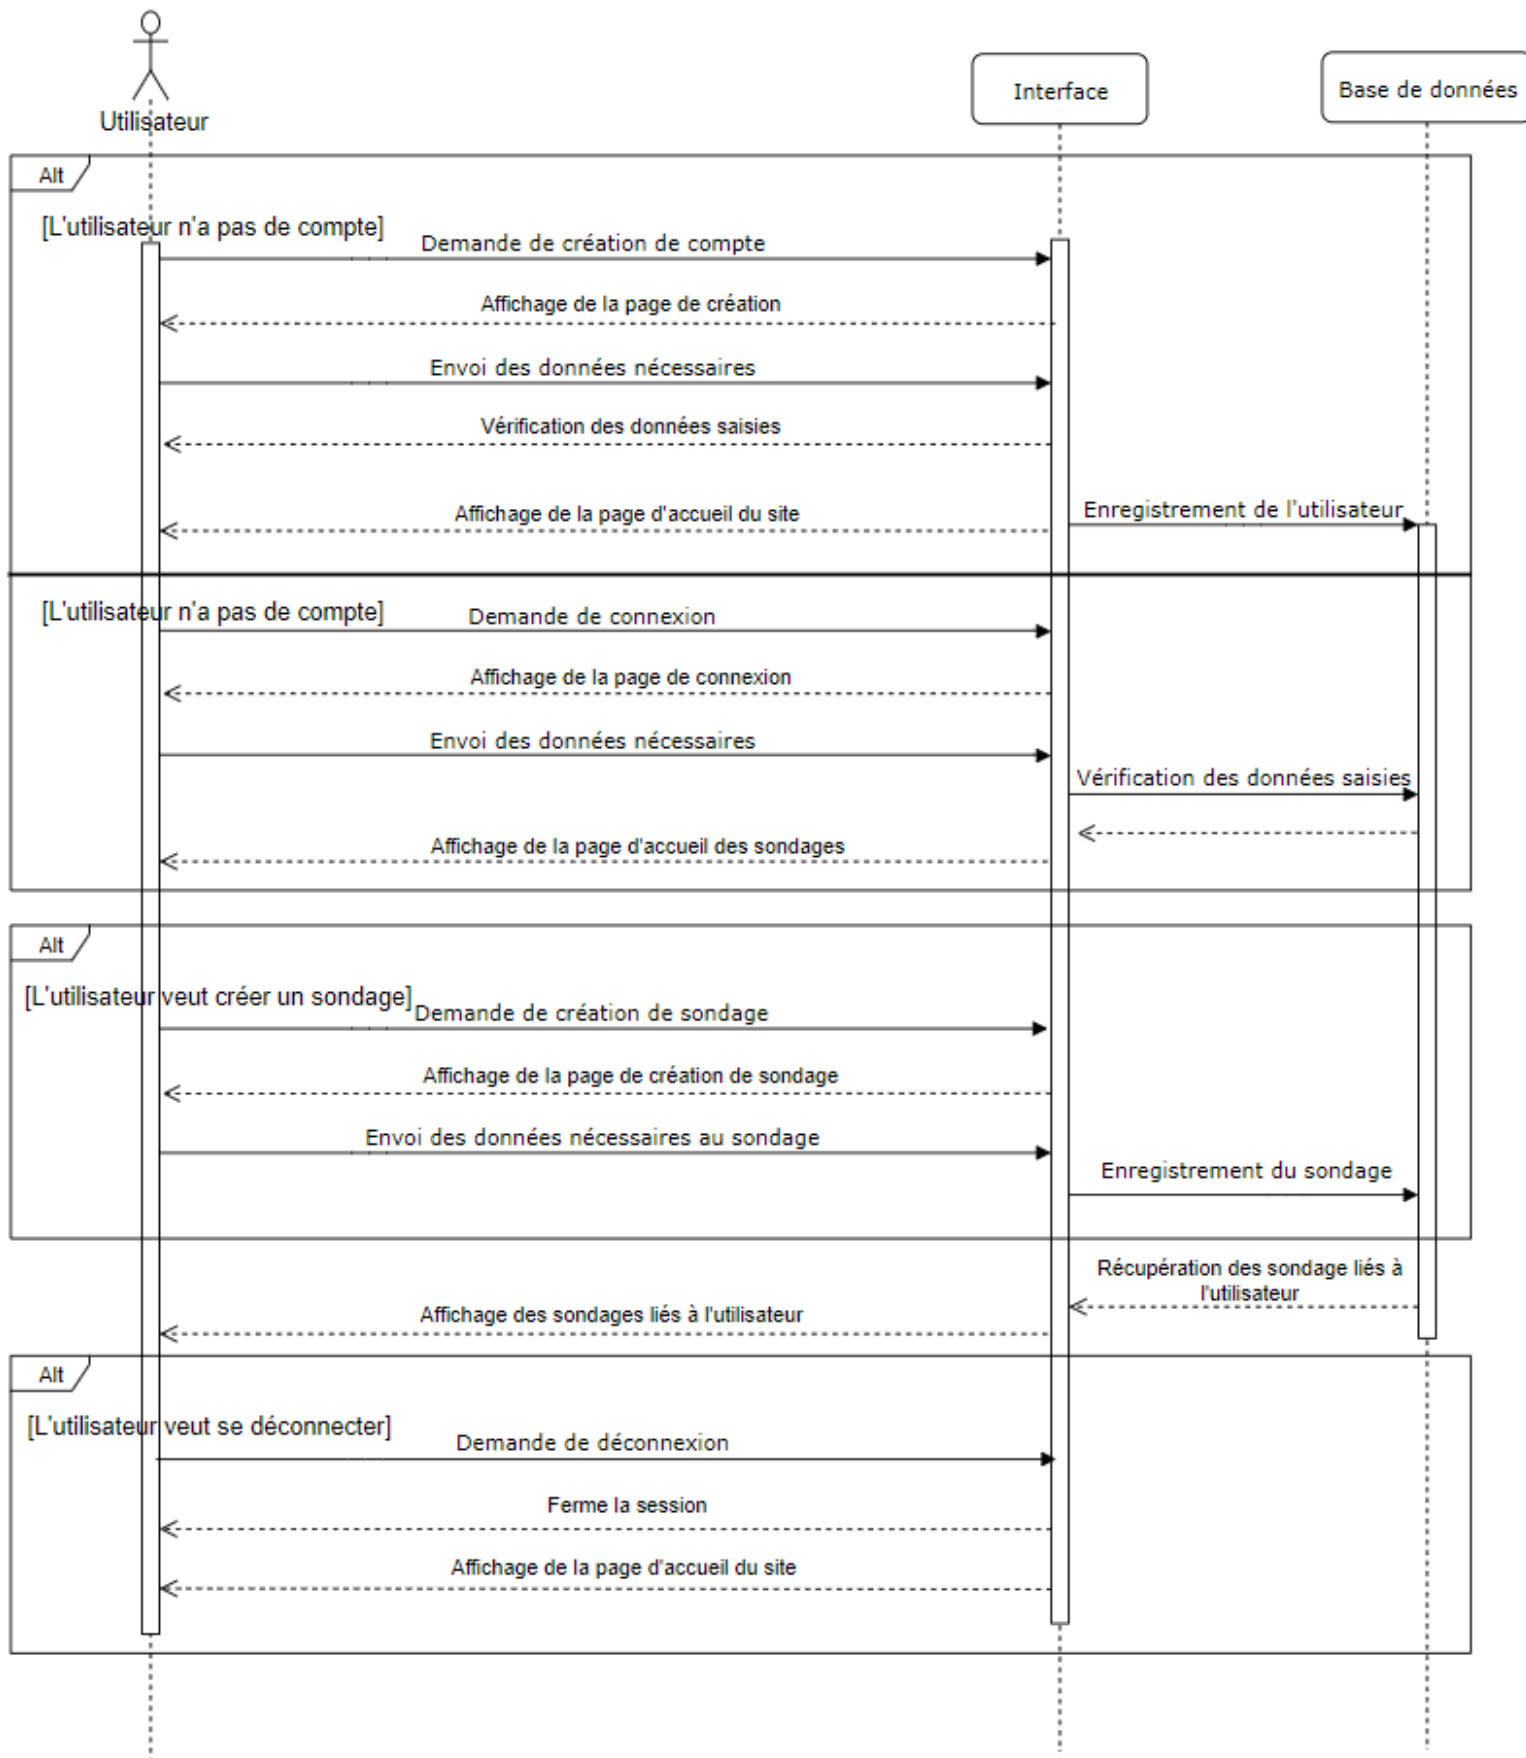 Utilisateur
Interface
Base de données
Alt
[L'utilisateur n'a pas de compte]
Demande de création de compte
Affichage de la page de création
Envoi des données nécessaires
Vérification des données saisies
Affichage de la page d'accueil du site
Enregistrement de l'utilisateur
[L'utilisateur n'a pas de compte]
Demande de connexion
Affichage de la page de connexion
Envoi des données nécessaires
Vérification des données saisies
Affichage de la page d'accueil des sondages
Alt
[L'utilisateur veut créer un sondage]
Demande de création de sondage
Affichage de la page de création de sondage
Envoi des données nécessaires au sondage
Enregistrement du sondage
Récupération des sondage liés à
l'utilisateur
Affichage des sondages liés à l'utilisateur
Alt
[L'utilisateur veut se déconnecter]
Demande de déconnexion
Ferme la session
Affichage de la page d'accueil du site